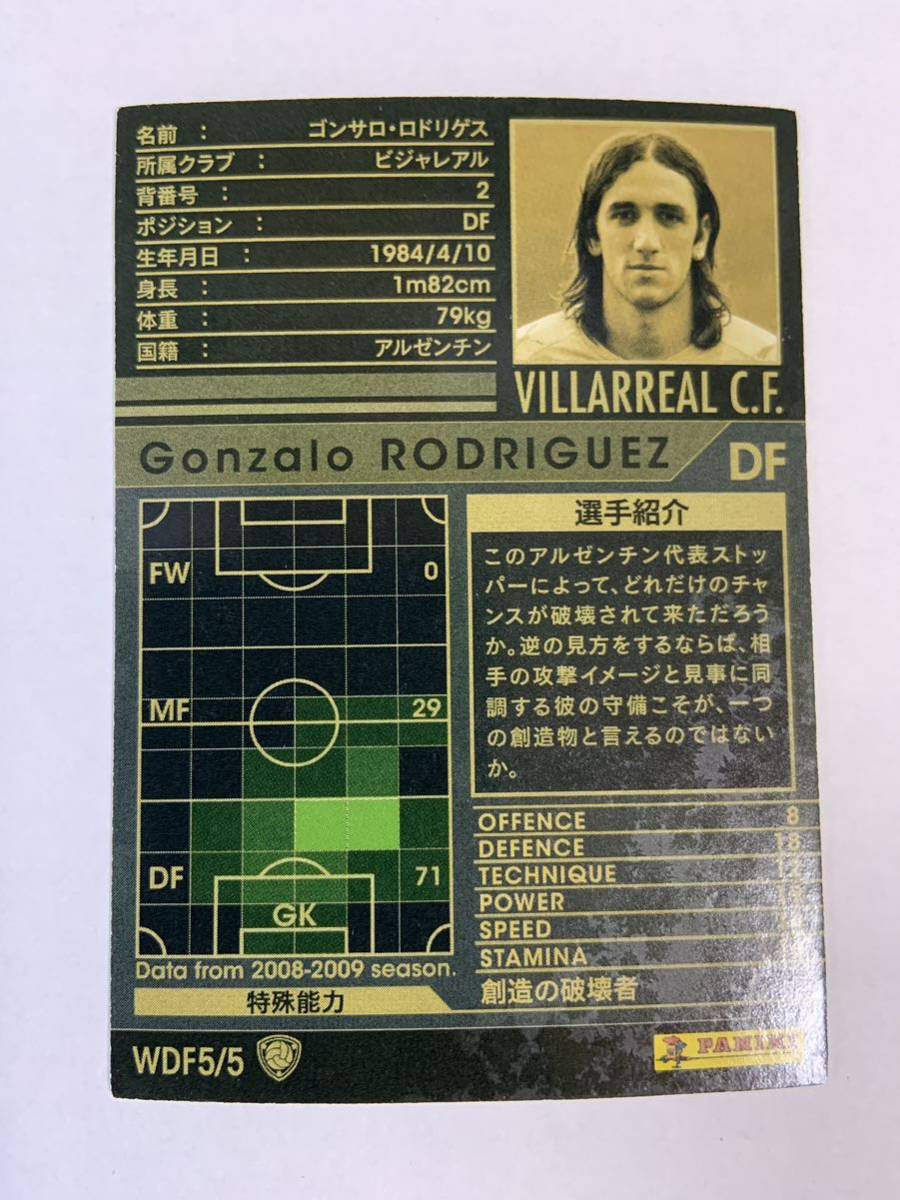 名前 : ゴンサロ・ロドリゲス
所属クラブ : ビジャレアル
背番号 : 2
ポジション : DF
生年月日 : 1984/4/10
身長 : 1m82cm
体重 : 79kg
国籍 : アルゼンチン
VILLARREAL C.F.
Gonzalo RODRIGUEZ
DF
FW 0
MF 29
DF 71
GK
Data from 2008-2009 season.
特殊能力
選手紹介
このアルゼンチン代表ストッ
パーによって、どれだけのチャ
ンスが破壊されて来ただろう
か。逆の見方をするならば、相
手の攻撃イメージと見事に同
調する彼の守備こそが、一つ
の創造物と言えるのではない
か。
OFFENCE 8
DEFENCE 18
TECHNIQUE 12
POWER
SPEED
STAMINA
創造の破壊者
WDF5/5
PANINI